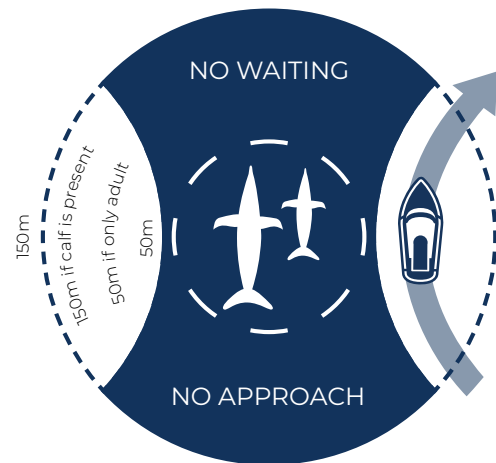 NO WAITING
150m
150m if calf is present
50m if only adult
50m
NO APPROACH